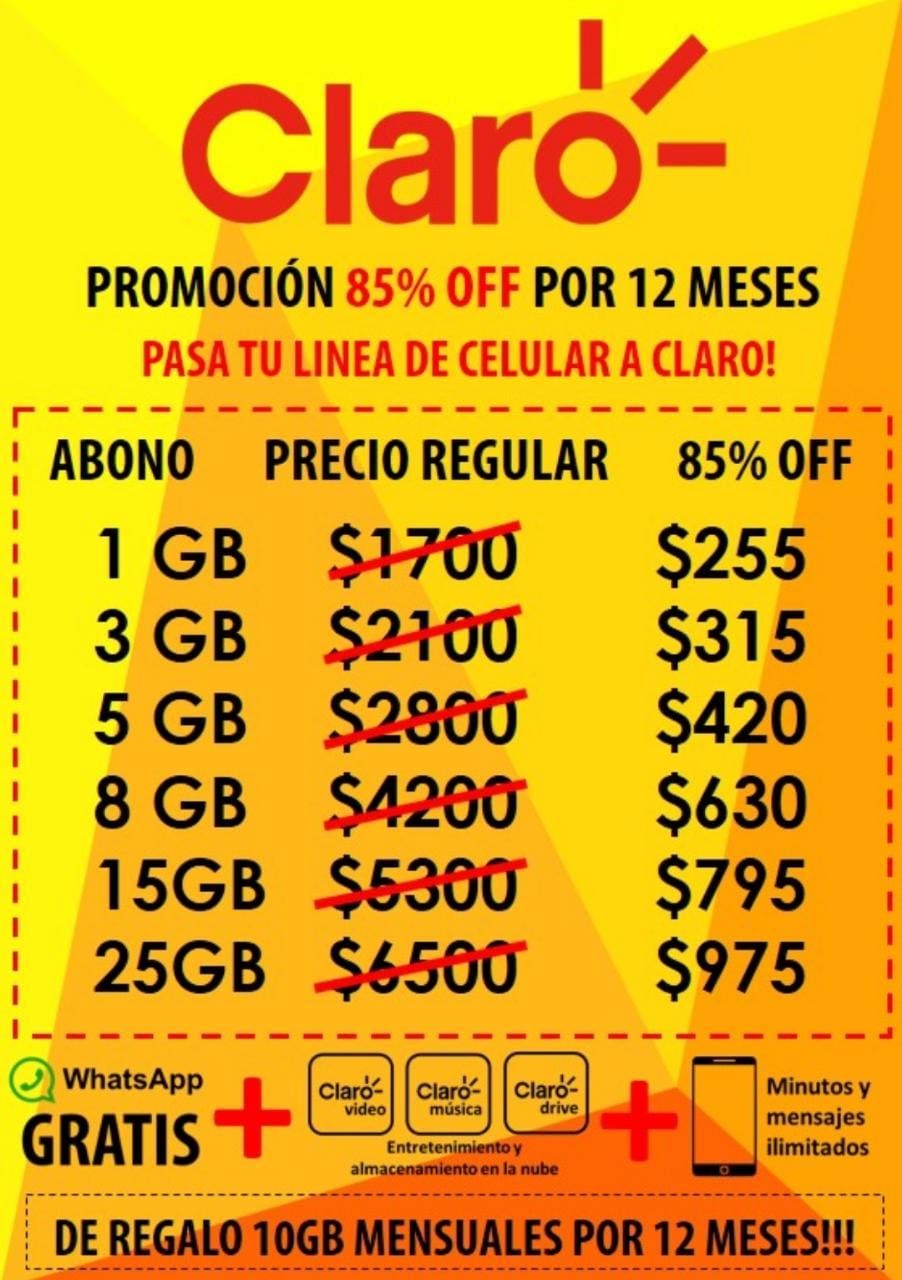 Claro
PROMOCIÓN 85% OFF POR 12 MESES
PASA TU LINEA DE CELULAR A CLARO!
ABONO PRECIO REGULAR 85% OFF
1 GB $1700 $255
3 GB $2100 $315
5 GB $2800 $420
8 GB $4200 $630
15GB $5300 $795
25GB $6500 $975
WhatsApp
GRATIS
Claro
video
Claro
música
Claro
drive
Entretenimiento y
almacenamiento en la nube
Minutos y
mensajes
ilimitados
DE REGALO 10GB MENSUALES POR 12 MESES!!!